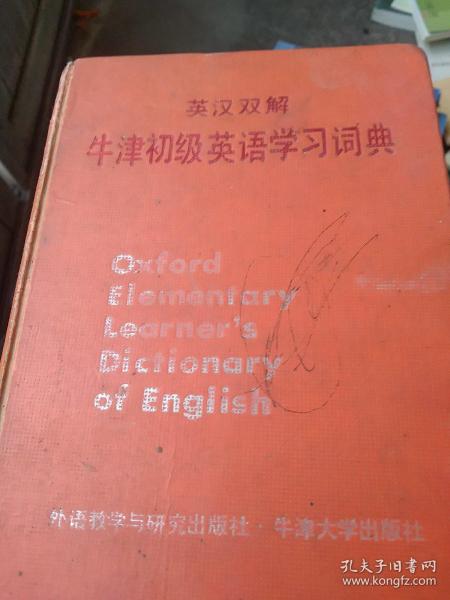 英汉双解
牛津初级英语学习词典
Oxford
Elementary
Learner's
Dictionary
of English
外语教学与研究出版社·牛津大学出版社
孔夫子旧书网
www.kongfz.com